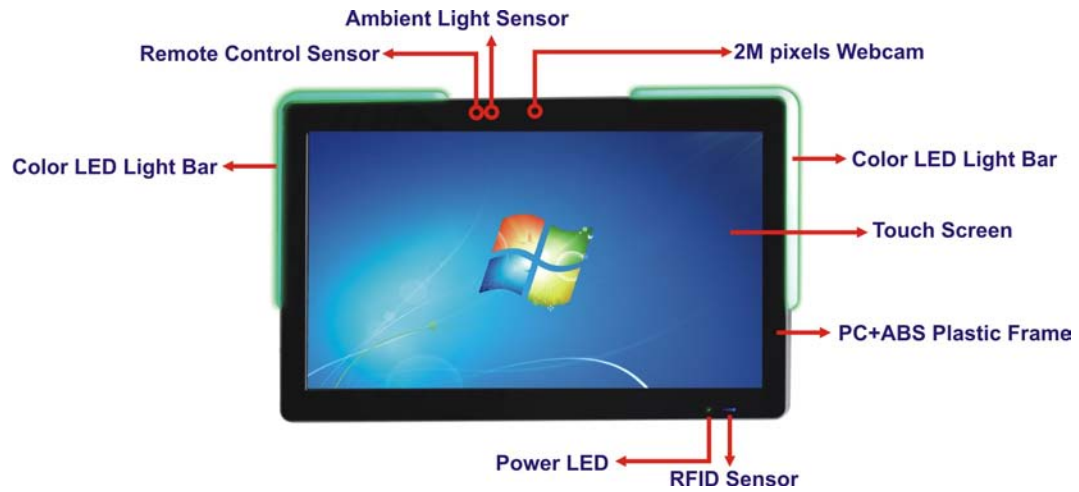 Ambient Light Sensor
Remote Control Sensor
2M pixels Webcam
Color LED Light Bar
Color LED Light Bar
Touch Screen
PC+ABS Plastic Frame
Power LED
RFID Sensor